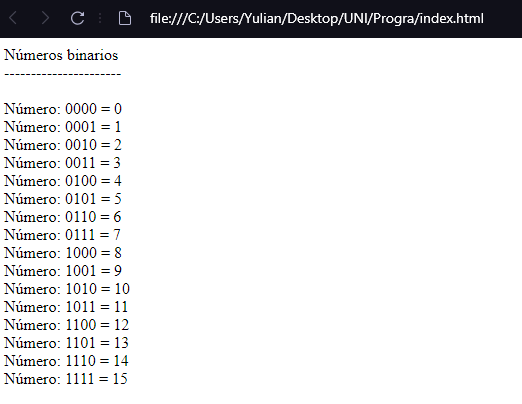 file:///C:/Users/Yulian/Desktop/UNI/Progra/index.html
Números binarios
----------------------
Número: 0000 = 0
Número: 0001 = 1
Número: 0010 = 2
Número: 0011 = 3
Número: 0100 = 4
Número: 0101 = 5
Número: 0110 = 6
Número: 0111 = 7
Número: 1000 = 8
Número: 1001 = 9
Número: 1010 = 10
Número: 1011 = 11
Número: 1100 = 12
Número: 1101 = 13
Número: 1110 = 14
Número: 1111 = 15